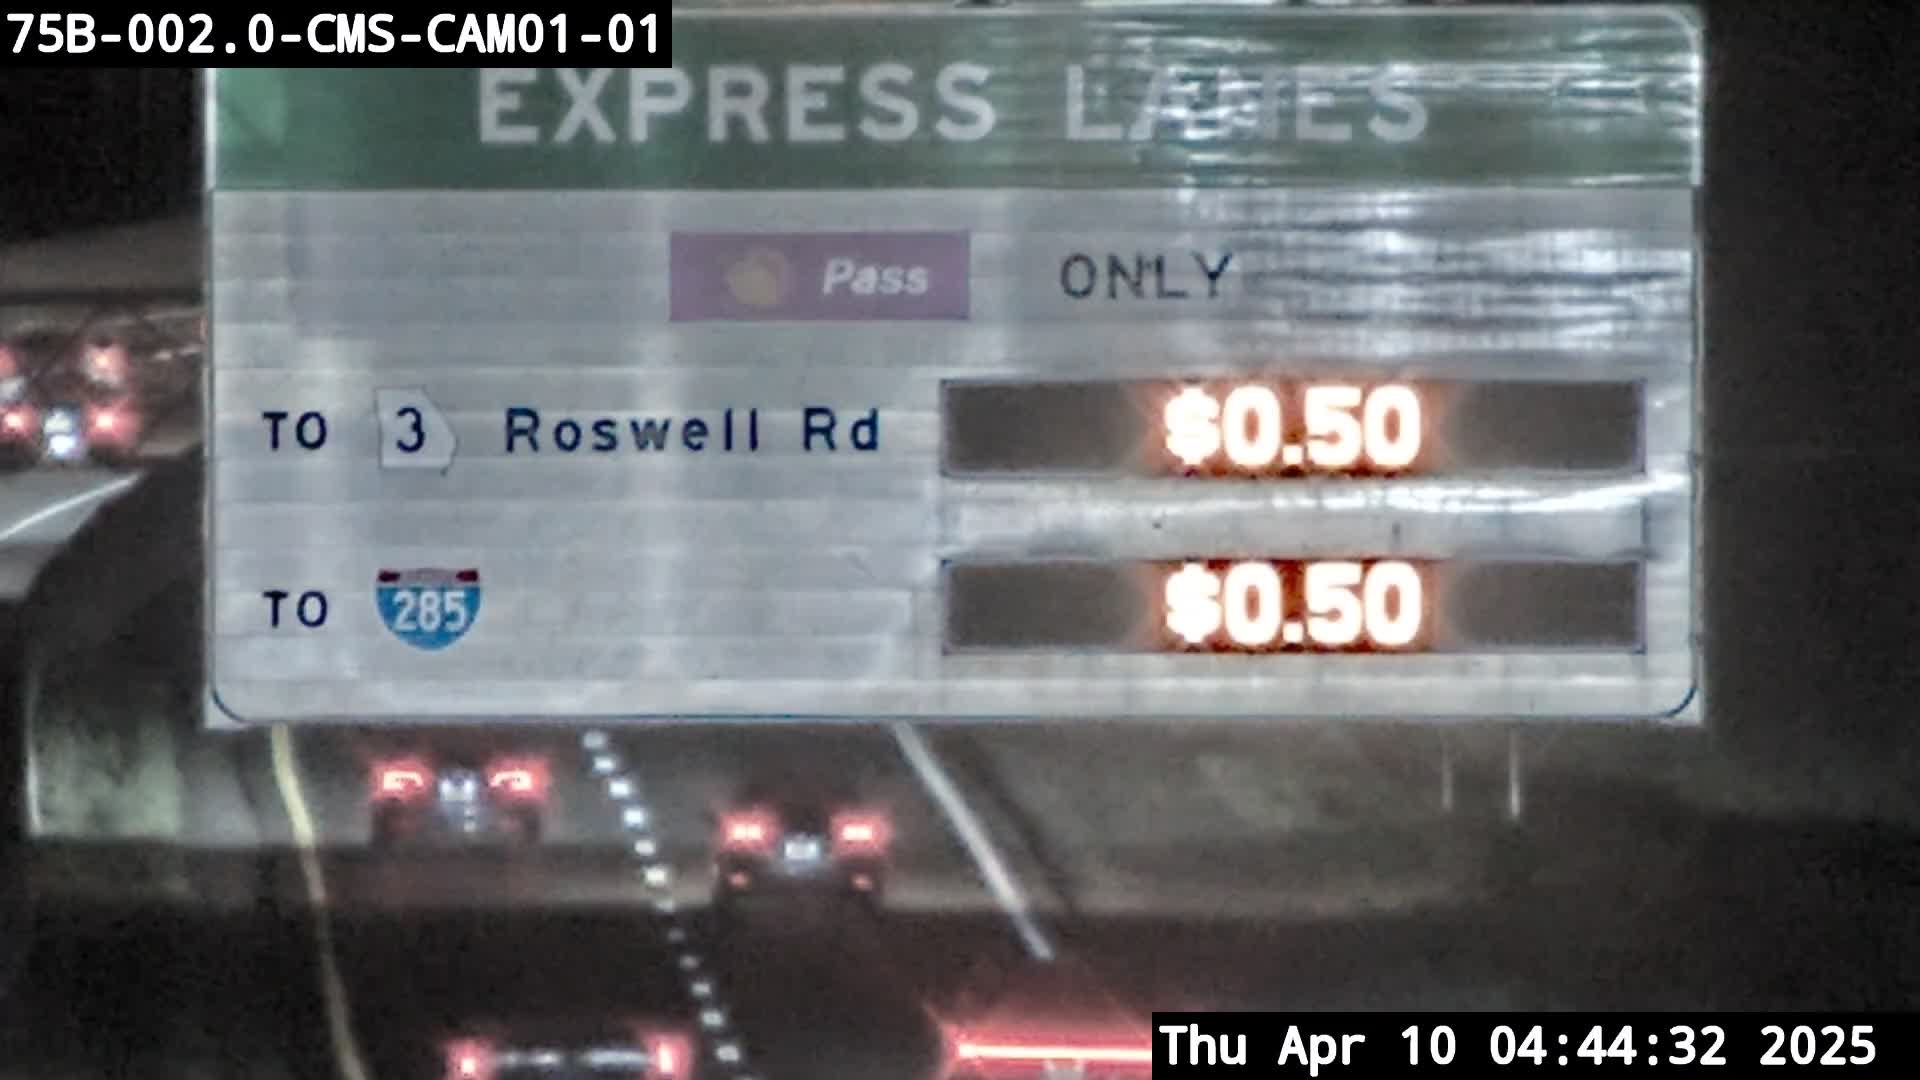 75B-002.0-CMS-CAM01-01
EXPRESS LANES
Pass ONLY
TO 3 Roswell Rd $0.50
TO 285 $0.50
Thu Apr 10 04:44:32 2025